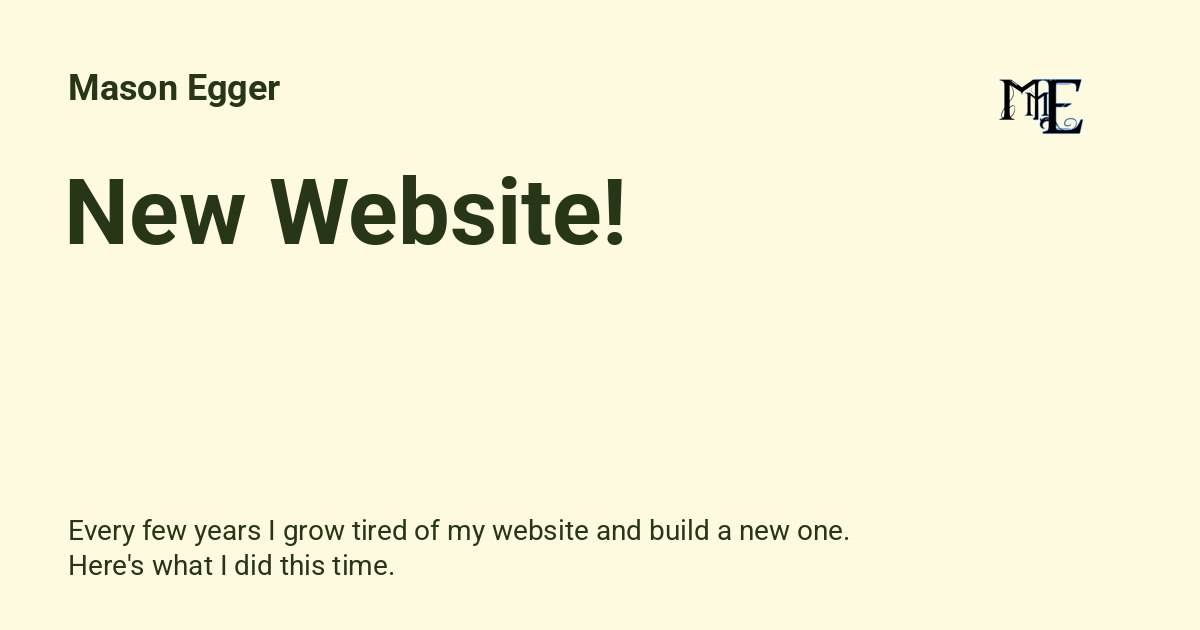 Mason Egger
MME
New Website!
Every few years I grow tired of my website and build a new one.
Here's what I did this time.